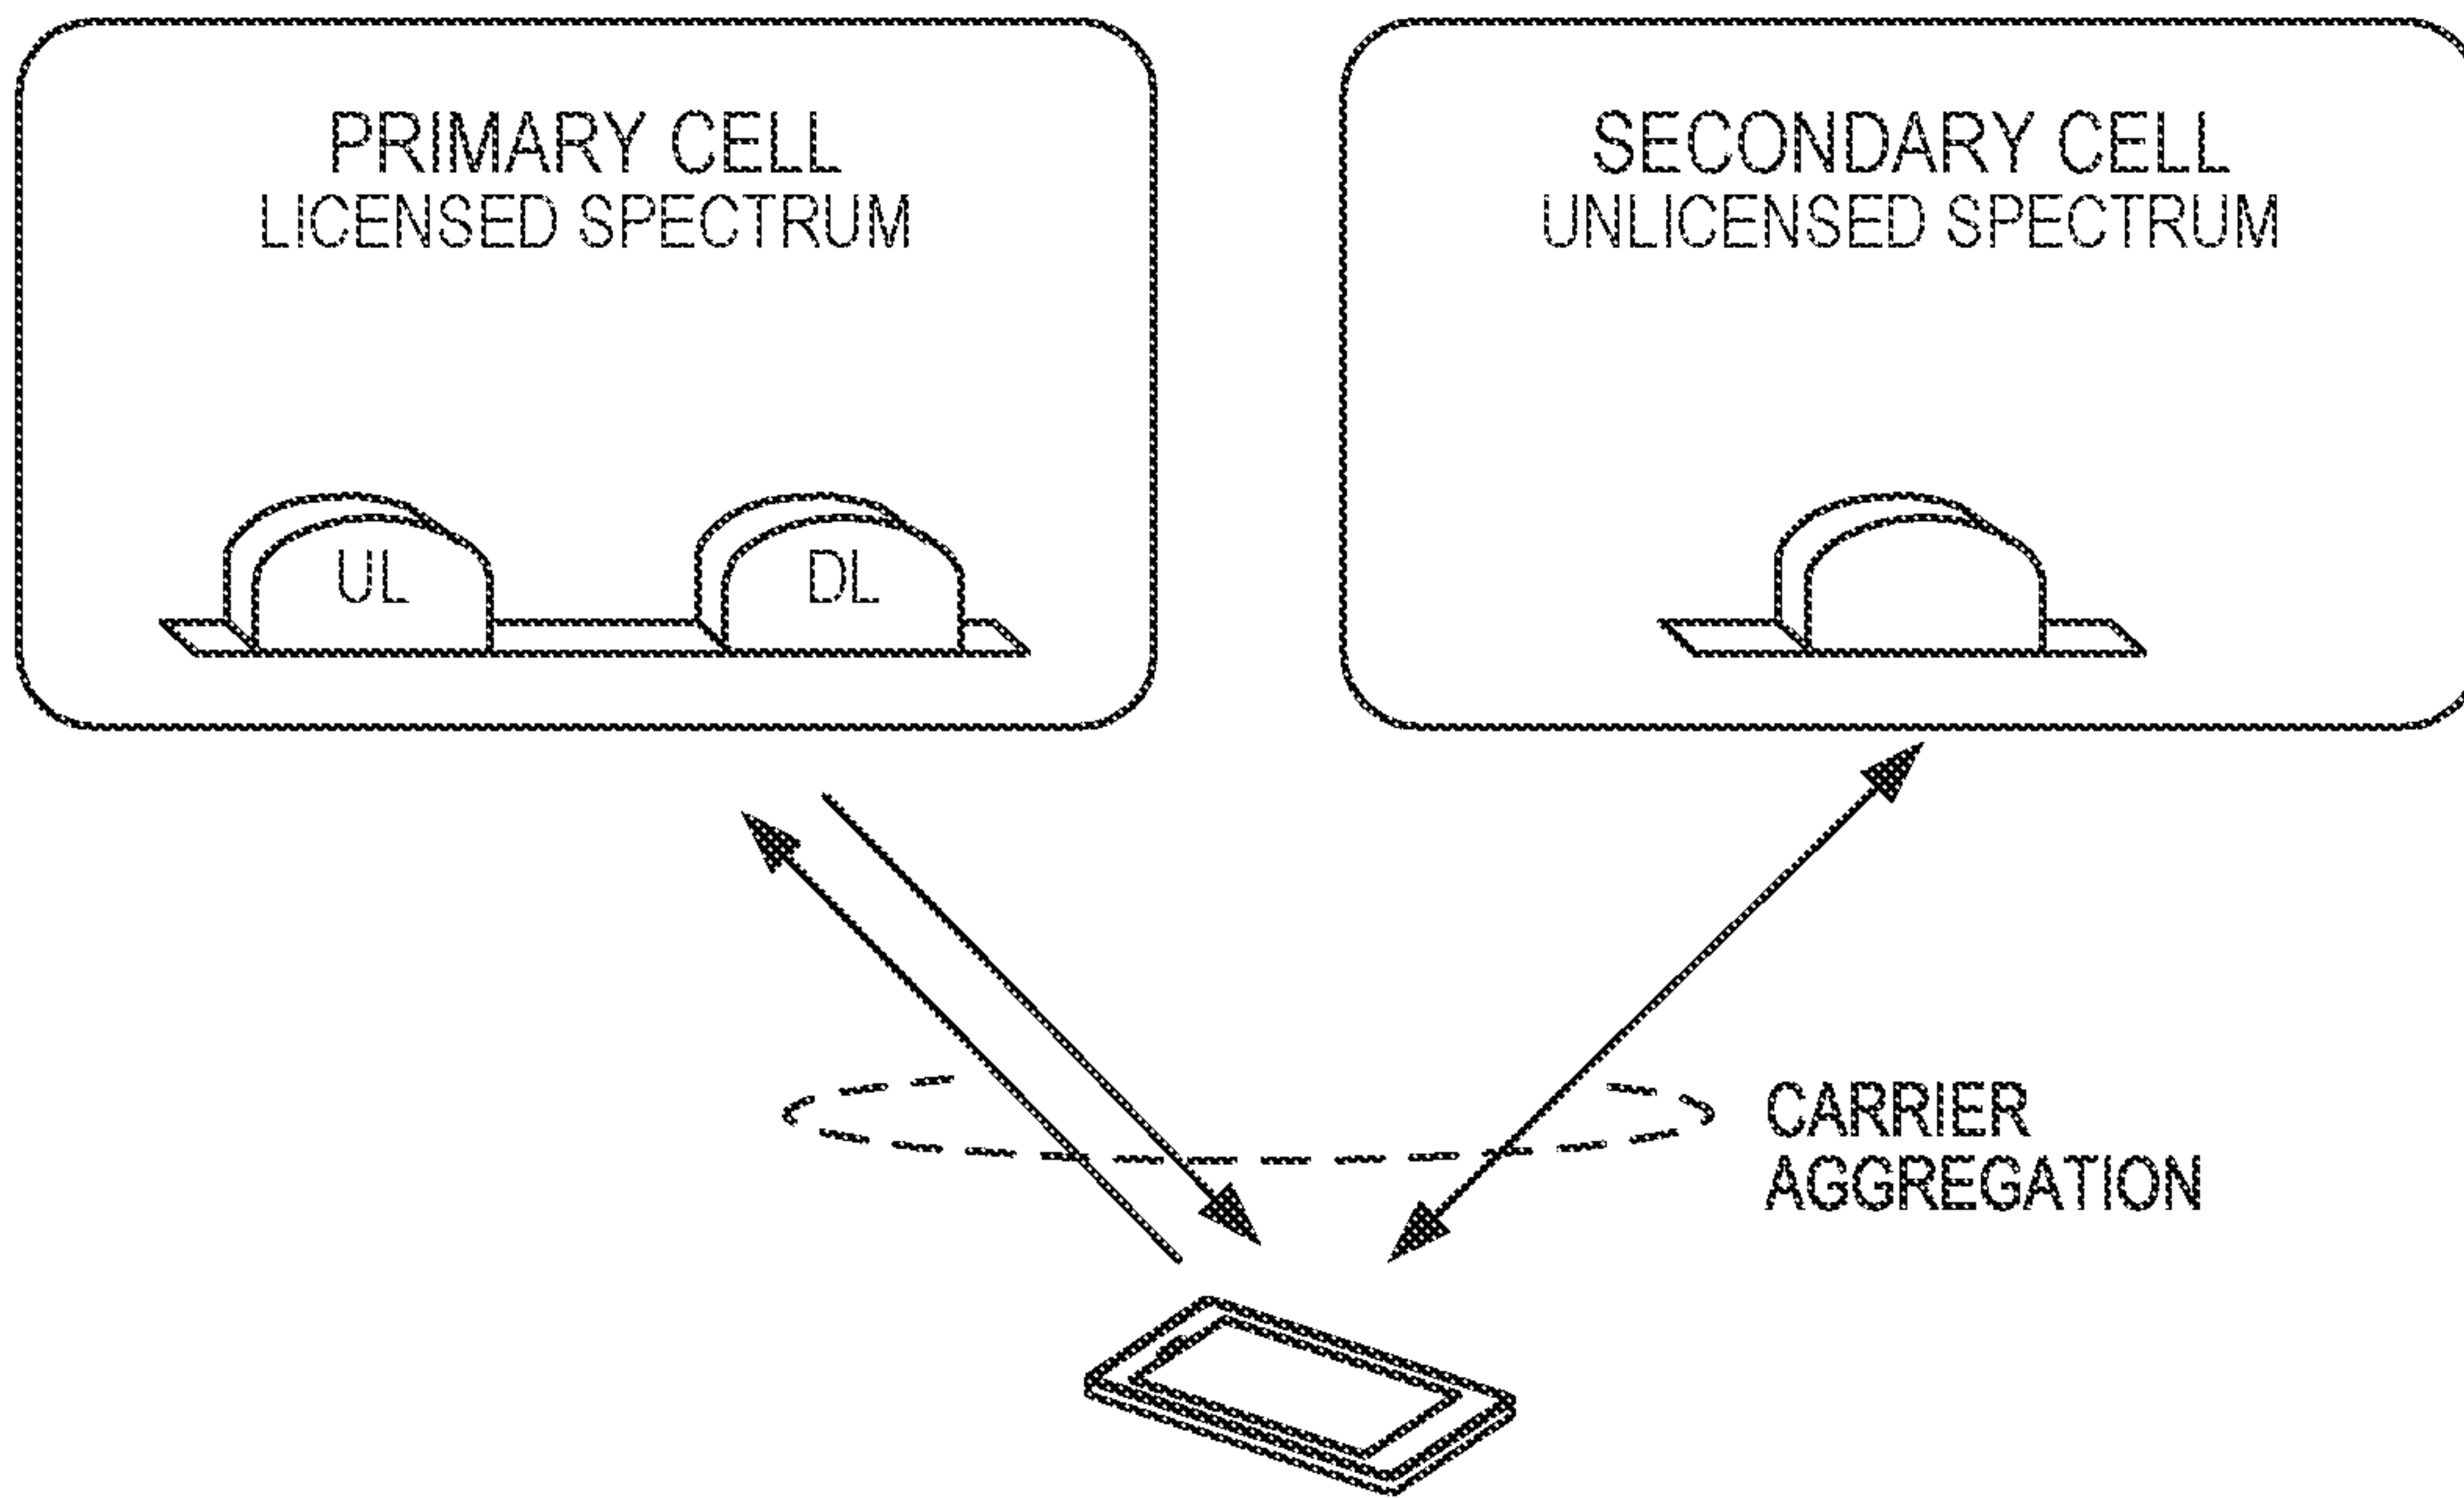 PRIMARY CELL
LICENSED SPECTRUM
SECONDARY CELL
UNLICENSED SPECTRUM
UL
DL
CARRIER
AGGREGATION